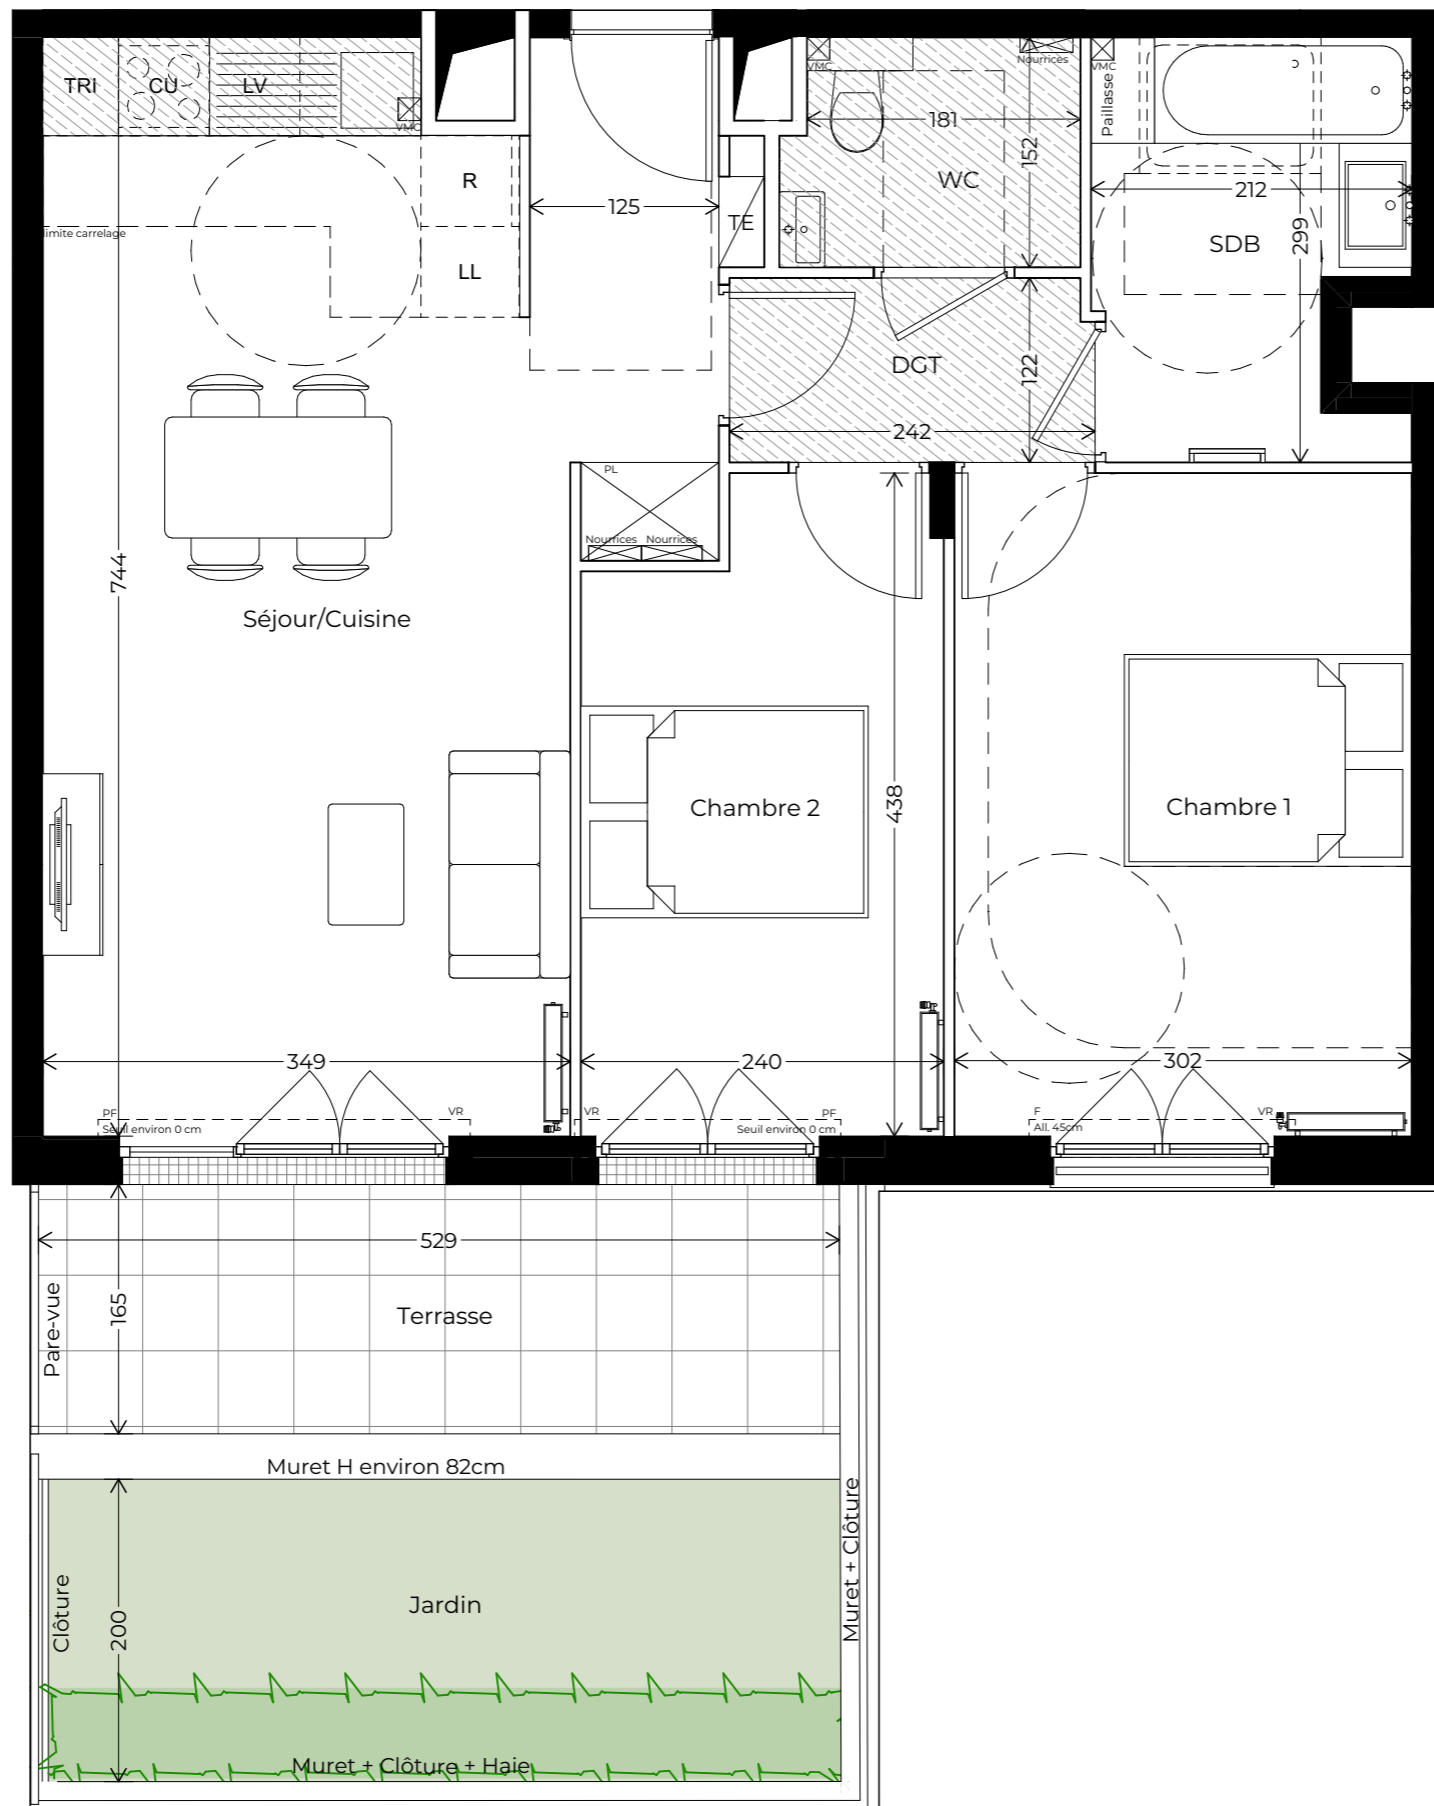 TRI
CU
LV
VMC
R
LL
limite carrelage
125
TE
VMC
Nourrices
181
152
WC
VMC
Paillasse
212
299
SDB
DGT
122
242
PL
Nourrices
Nourrices
744
Séjour/Cuisine
438
Chambre 2
Chambre 1
349
240
302
PF
Seuil environ 0 cm
VR
VR
PF
Seuil environ 0 cm
F
All. 45cm
VR
529
Pare-vue
165
Terrasse
Muret H environ 82cm
Clôture
200
Jardin
Muret + Clôture
Muret + Clôture + Haie